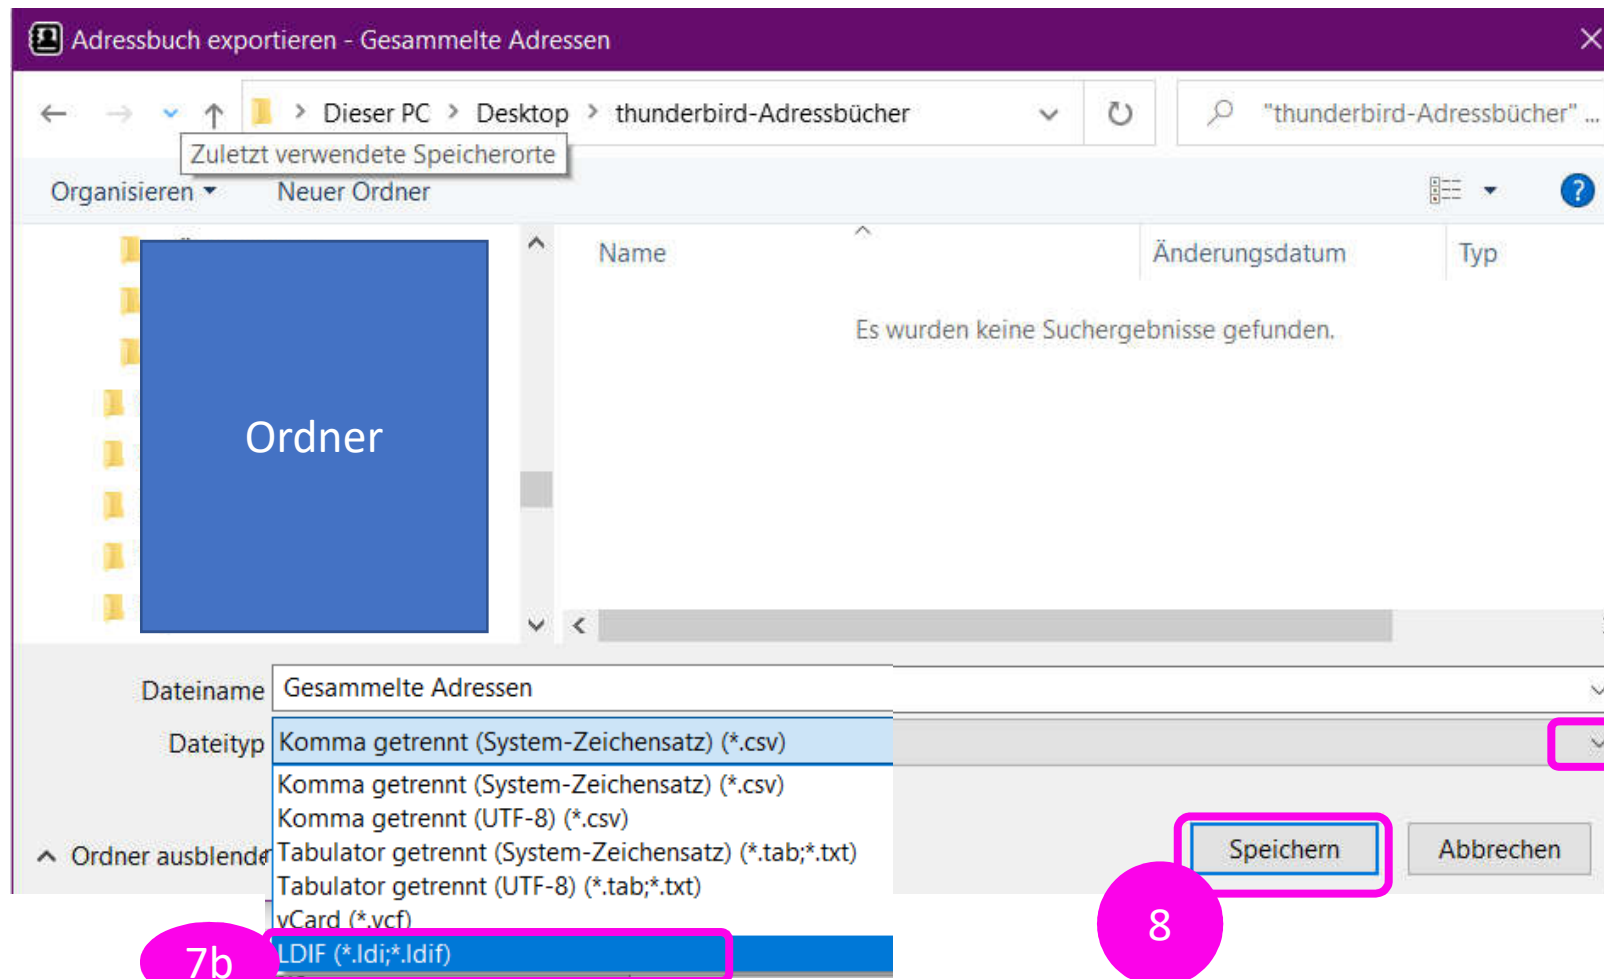 Adressbuch exportieren - Gesammelte Adressen
Dieser PC > Desktop > thunderbird-Adressbücher
"thunderbird-Adressbücher" ...
Zuletzt verwendete Speicherorte
Organisieren
Neuer Ordner
?
Name
Änderungsdatum
Typ
Es wurden keine Suchergebnisse gefunden.
Ordner
Dateiname Gesammelte Adressen
Dateityp Komma getrennt (System-Zeichensatz) (*.csv)
Komma getrennt (System-Zeichensatz) (*.csv)
Komma getrennt (UTF-8) (*.csv)
Tabulator getrennt (System-Zeichensatz) (*.tab;*.txt)
Tabulator getrennt (UTF-8) (*.tab;*.txt)
vCard (*.vcf)
LDIF (*.ldi;*.ldif)
Ordner ausblende
Speichern
Abbrechen
7b
8